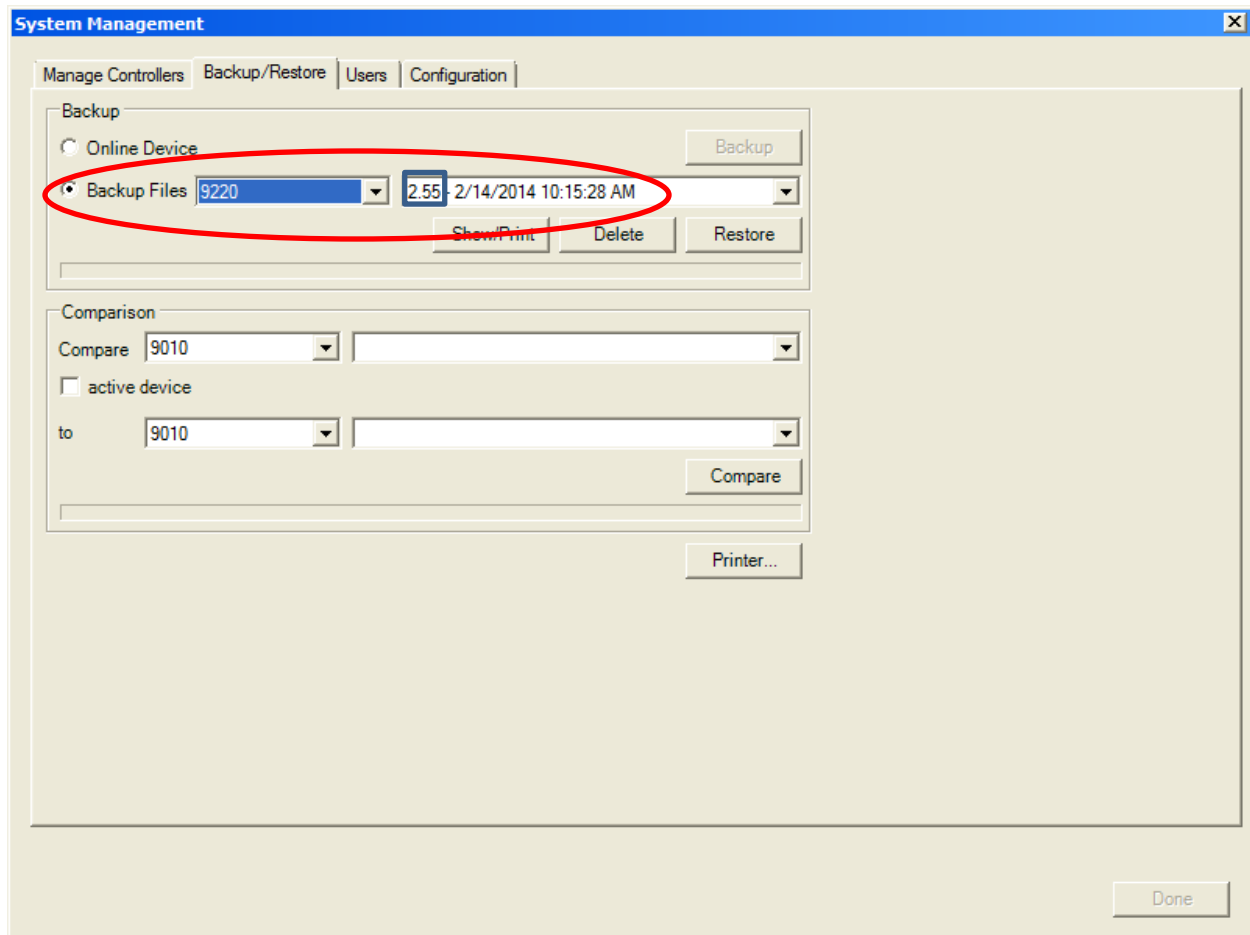 System Management
Manage Controllers Backup/Restore Users Configuration
Backup
Online Device Backup
Backup Files 9220 2.55 - 2/14/2014 10:15:28 AM
Show/Print Delete Restore
Comparison
Compare 9010
active device
to 9010
Compare
Printer...
Done